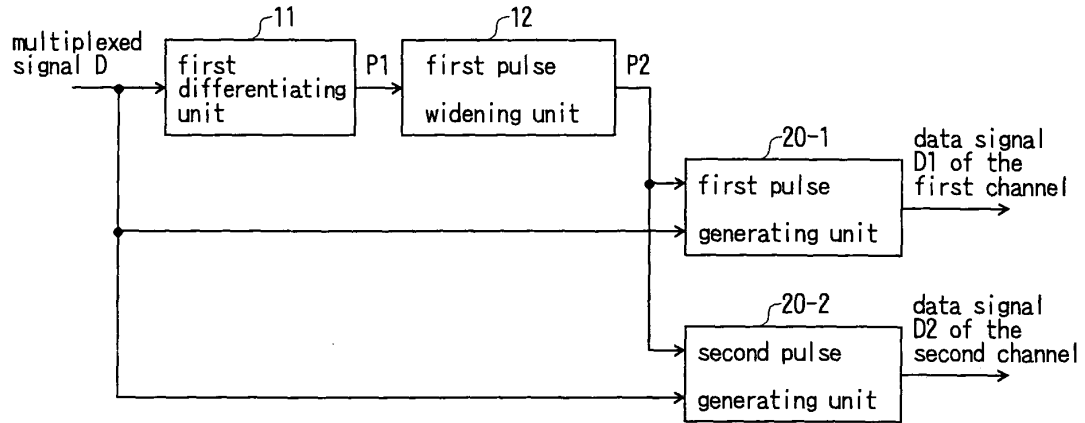 11
12
multiplexed
signal D
first
differentiating
unit
P1
first pulse
widening unit
P2
20-1
first pulse
generating unit
data signal
D1 of the
first channel
20-2
second pulse
generating unit
data signal
D2 of the
second channel